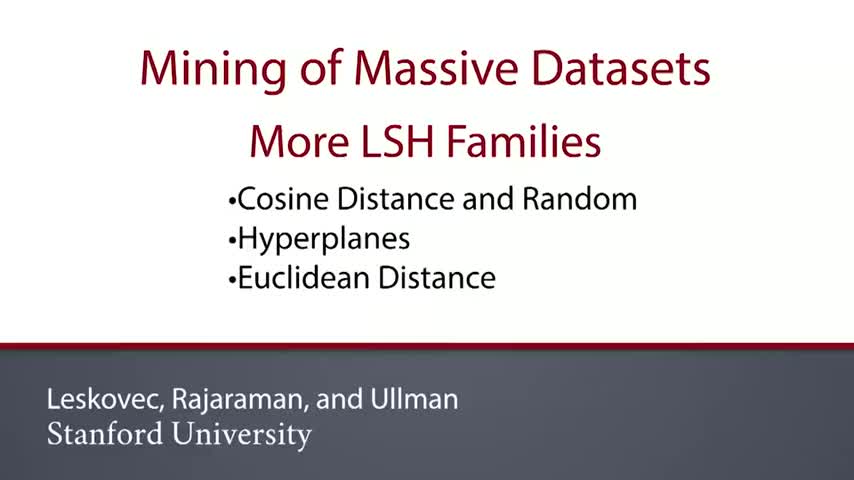 Mining of Massive Datasets
More LSH Families
•Cosine Distance and Random
•Hyperplanes
•Euclidean Distance
Leskovec, Rajaraman, and Ullman
Stanford University